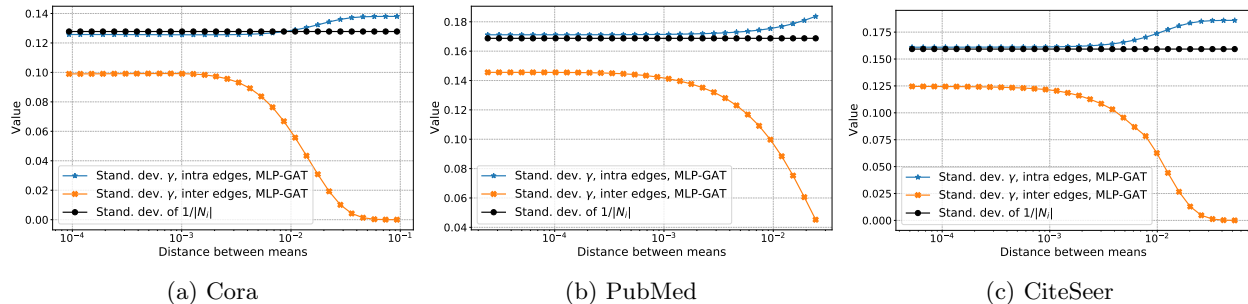 0.14
0.12
0.10
0.08
0.06
0.04
0.02
0.00
Value
Stand. dev. γ, intra edges, MLP-GAT
Stand. dev. γ, inter edges, MLP-GAT
Stand. dev. of 1/|N_i|
10⁻⁴
10⁻³
10⁻²
10⁻¹
Distance between means
(a) Cora
0.18
0.16
0.14
0.12
0.10
0.08
0.06
0.04
Value
Stand. dev. γ, intra edges, MLP-GAT
Stand. dev. γ, inter edges, MLP-GAT
Stand. dev. of 1/|N_i|
10⁻⁴
10⁻³
10⁻²
Distance between means
(b) PubMed
0.175
0.150
0.125
0.100
0.075
0.050
0.025
0.000
Value
Stand. dev. γ, intra edges, MLP-GAT
Stand. dev. γ, inter edges, MLP-GAT
Stand. dev. of 1/|N_i|
10⁻⁴
10⁻³
10⁻²
Distance between means
(c) CiteSeer